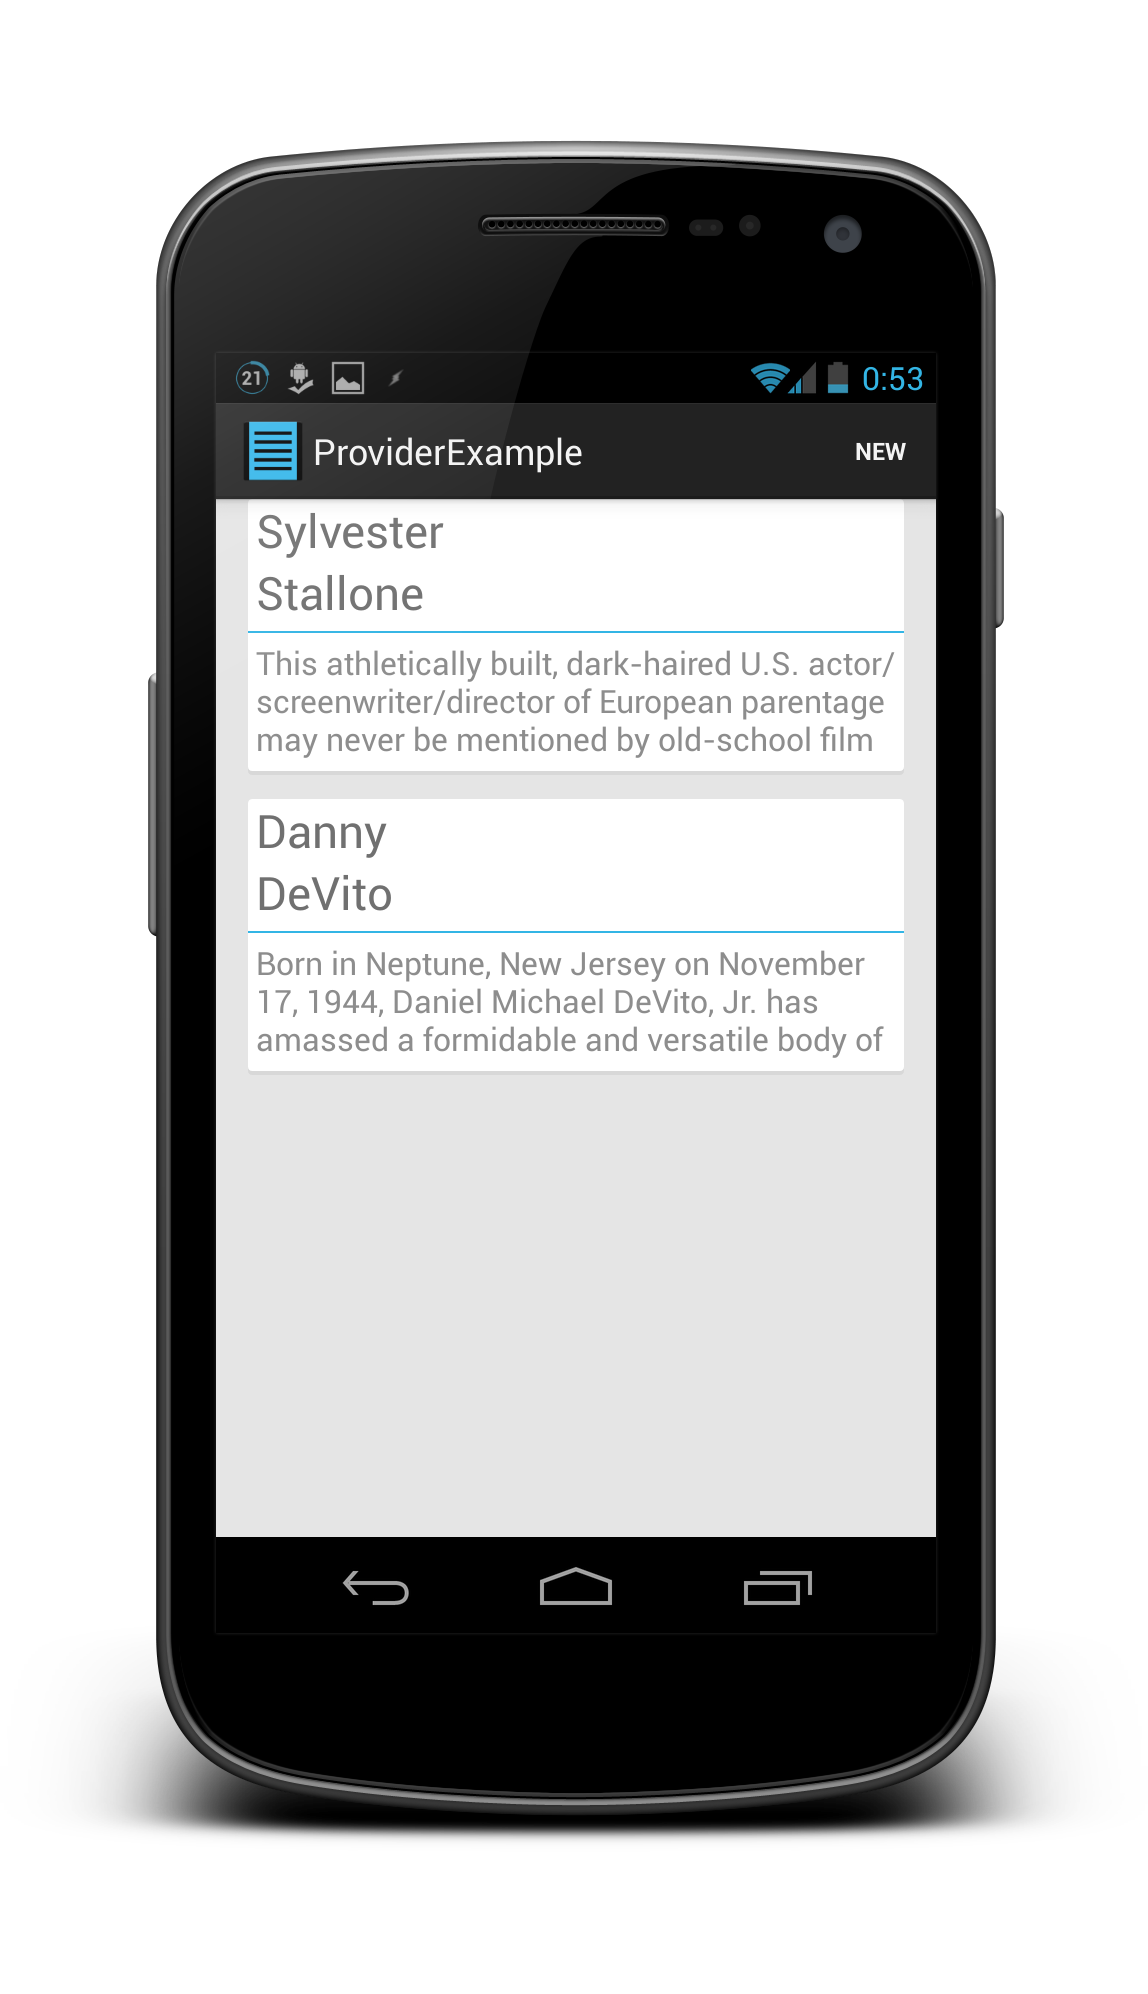 21
0:53
ProviderExample
NEW
Sylvester
Stallone
This athletically built, dark-haired U.S. actor/
screenwriter/director of European parentage
may never be mentioned by old-school film
Danny
DeVito
Born in Neptune, New Jersey on November
17, 1944, Daniel Michael DeVito, Jr. has
amassed a formidable and versatile body of